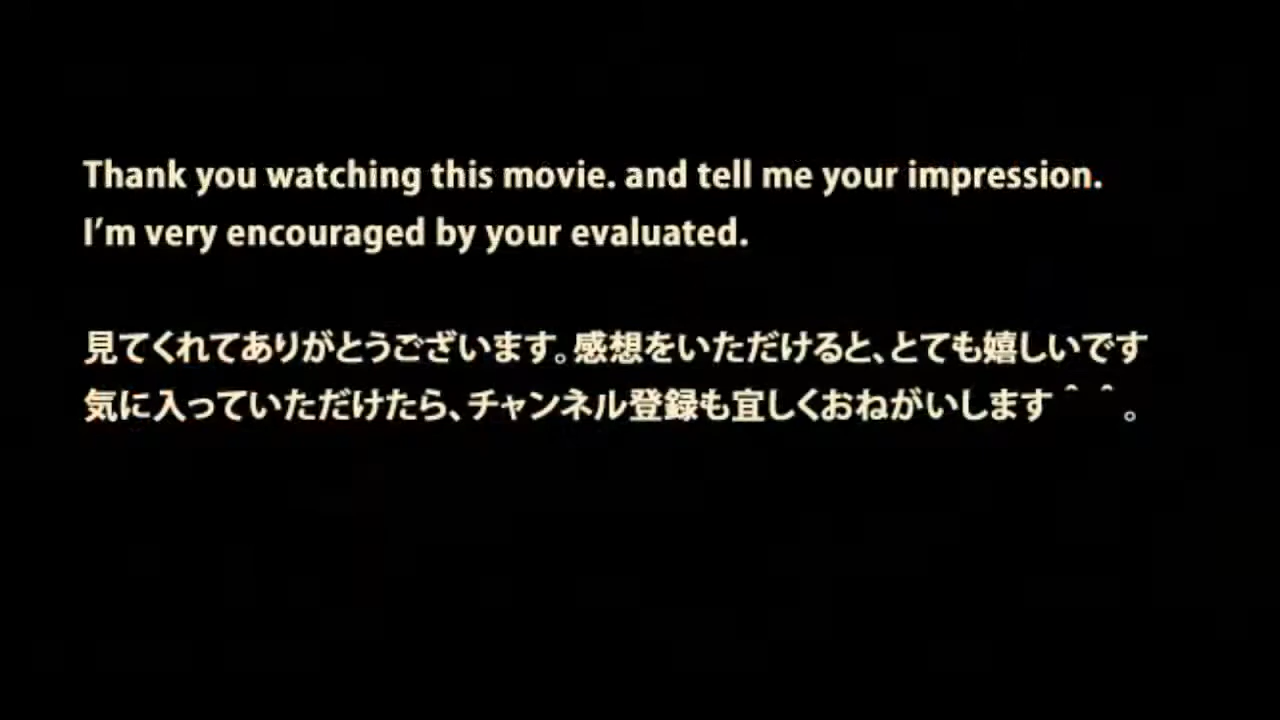 Thank you watching this movie. and tell me your impression.
I'm very encouraged by your evaluated.
見てくれてありがとうございます。感想をいただけると、とても嬉しいです
気に入っていただけたら、チャンネル登録も宜しくおねがいします＾＾。